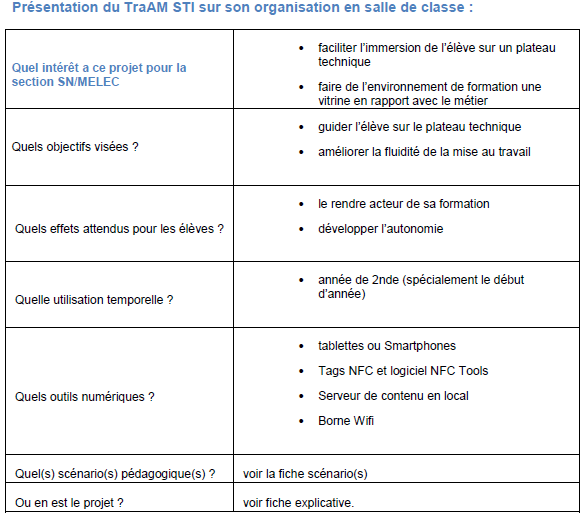 Présentation du TraAM STI sur son organisation en salle de classe :
Quel intérêt a ce projet pour la
section SN/MELEC
• faciliter l'immersion de l'élève sur un plateau
technique
• faire de l'environnement de formation une
vitrine en rapport avec le métier
Quels objectifs visées ?
• guider l'élève sur le plateau technique
• améliorer la fluidité de la mise au travail
Quels effets attendus pour les élèves ?
• le rendre acteur de sa formation
• développer l'autonomie
Quelle utilisation temporelle ?
• année de 2nde (spécialement le début
d'année)
Quels outils numériques ?
• tablettes ou Smartphones
• Tags NFC et logiciel NFC Tools
• Serveur de contenu en local
• Borne Wifi
Quel(s) scénario(s) pédagogique(s) ?
voir la fiche scénario(s)
Ou en est le projet ?
voir fiche explicative.